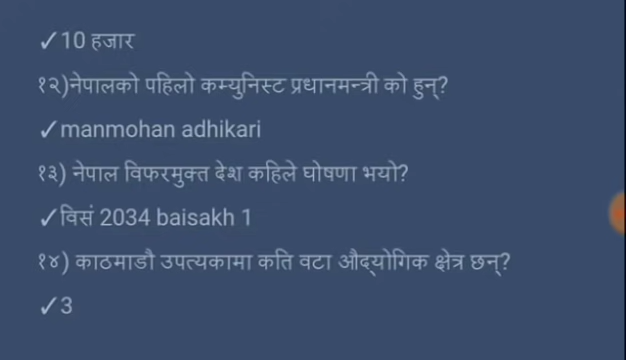 ✓10 हजार
१२)नेपालको पहिलो कम्युनिस्ट प्रधानमन्त्री को हुन्?
✓manmohan adhikari
१३) नेपाल विफरमुक्त देश कहिले घोषणा भयो?
✓विसं 2034 baisakh 1
१४) काठमाडौ उपत्यकामा कति वटा औद्योगिक क्षेत्र छन्?
✓3